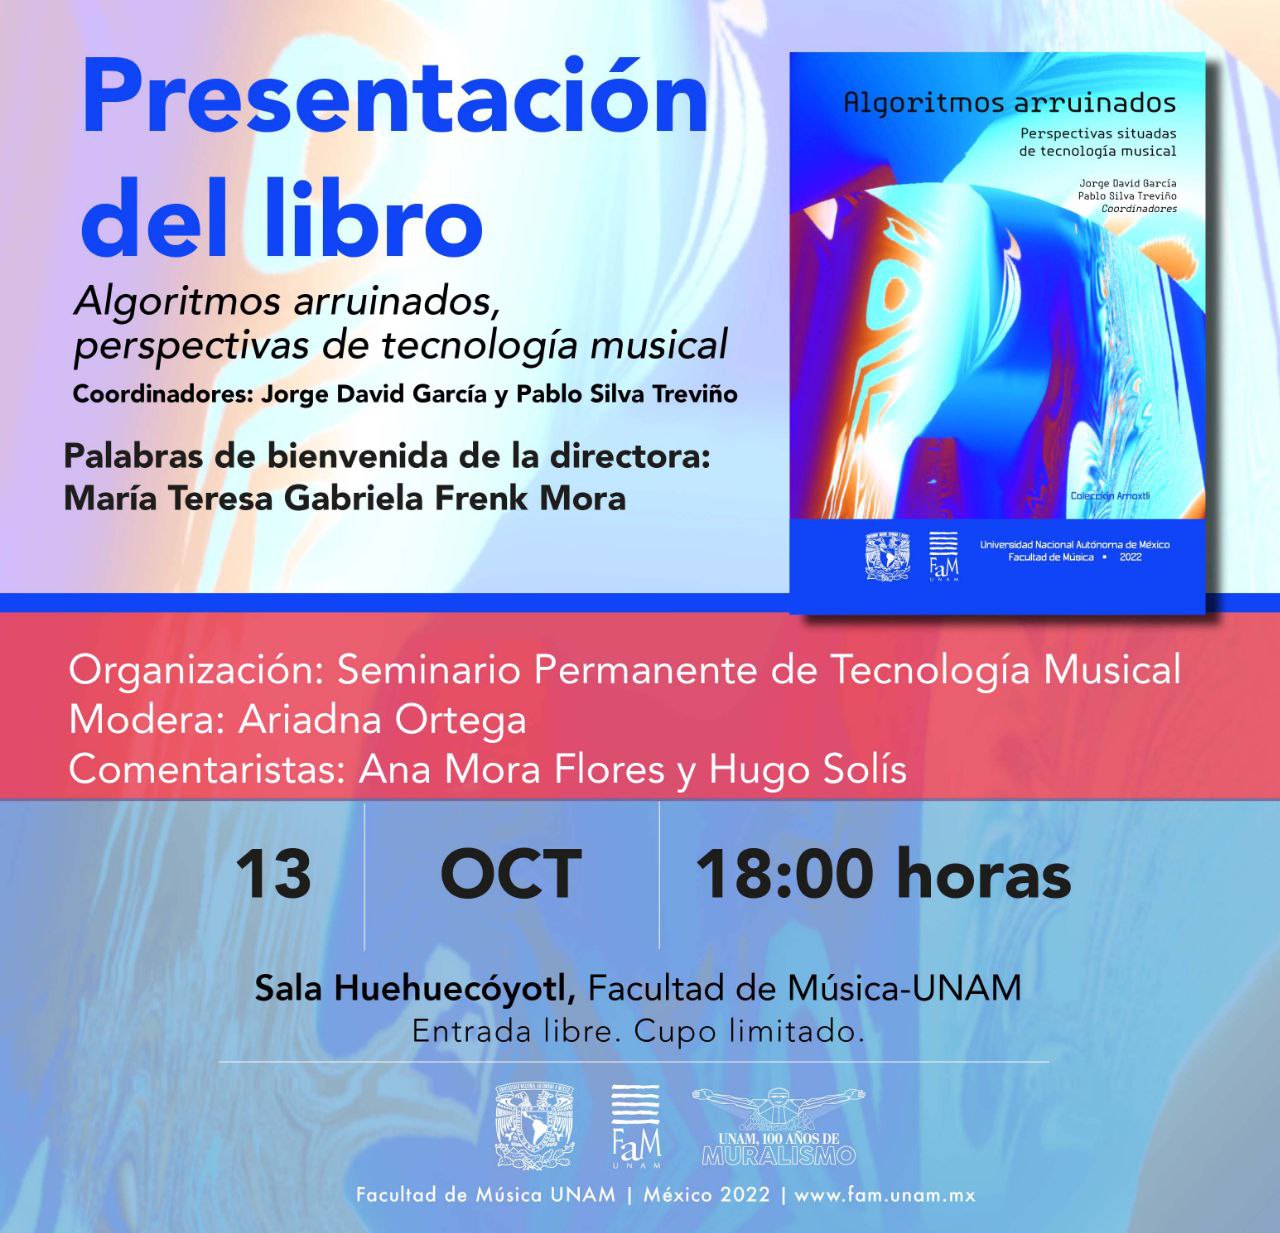 Presentación
del libro
Algoritmos arruinados,
perspectivas de tecnología musical
Coordinadores: Jorge David García y Pablo Silva Treviño
Palabras de bienvenida de la directora:
María Teresa Gabriela Frenk Mora
Algoritmos arruinados
Perspectivas situadas
de tecnología musical
Jorge David García
Pablo Silva Treviño
Coordinadores
Colección Amoxtli
FaM
UNAM
Universidad Nacional Autónoma de México
Facultad de Música • 2022
Organización: Seminario Permanente de Tecnología Musical
Modera: Ariadna Ortega
Comentaristas: Ana Mora Flores y Hugo Solís
13 OCT 18:00 horas
Sala Huehuecóyotl, Facultad de Música-UNAM
Entrada libre. Cupo limitado.
FaM
UNAM
UNAM, 100 AÑOS DE
MURALISMO
Facultad de Música UNAM | México 2022 | www.fam.unam.mx